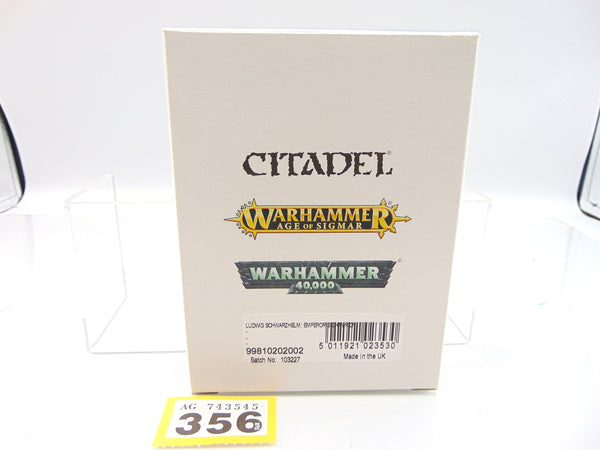 CITADEL
WARHAMMER
AGE OF SIGMAR
WARHAMMER
40,000
LUDWIG SCHWARZHELM: EMPEROR'S CHAMPION
99810202002
5 011921 023530
Batch No: 103227
Made in the UK
AG 743545
356